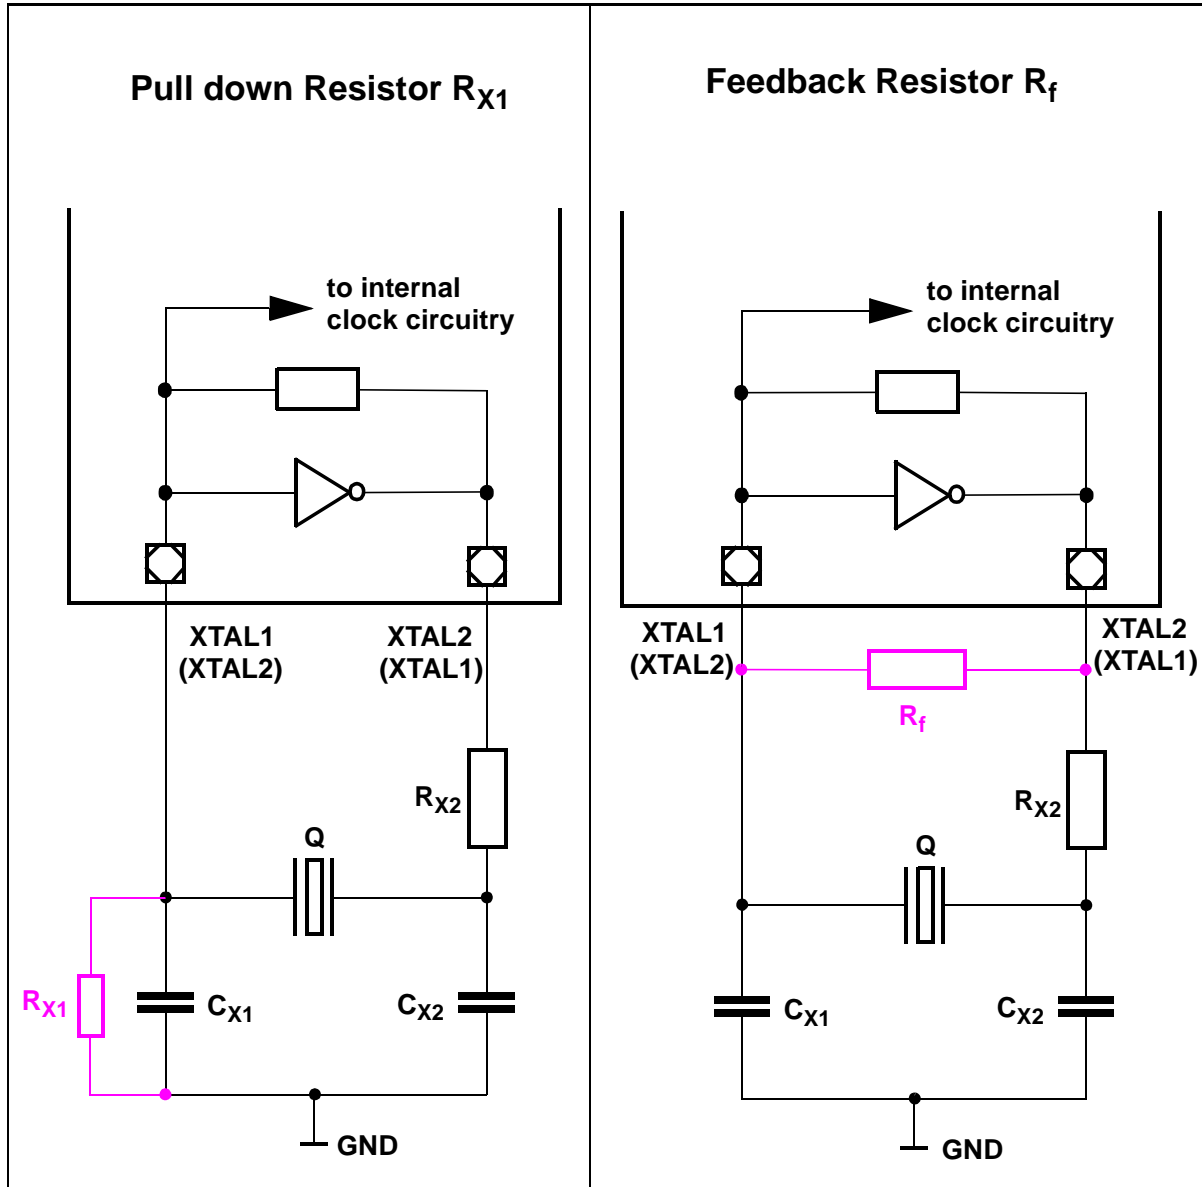 Pull down Resistor RX1
to internal
clock circuitry
XTAL1
(XTAL2)
XTAL2
(XTAL1)
RX2
Q
RX1
CX1
CX2
GND
Feedback Resistor Rf
to internal
clock circuitry
XTAL1
(XTAL2)
XTAL2
(XTAL1)
Rf
RX2
Q
CX1
CX2
GND